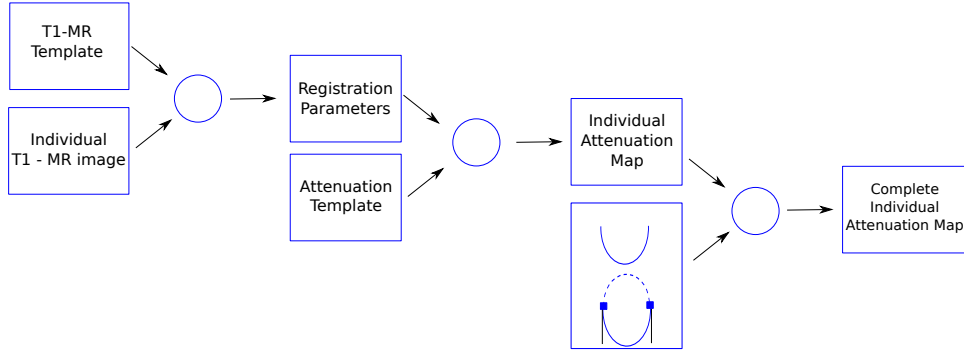 T1-MR
Template
Individual
T1 - MR image
Registration
Parameters
Attenuation
Template
Individual
Attenuation
Map
Complete
Individual
Attenuation Map